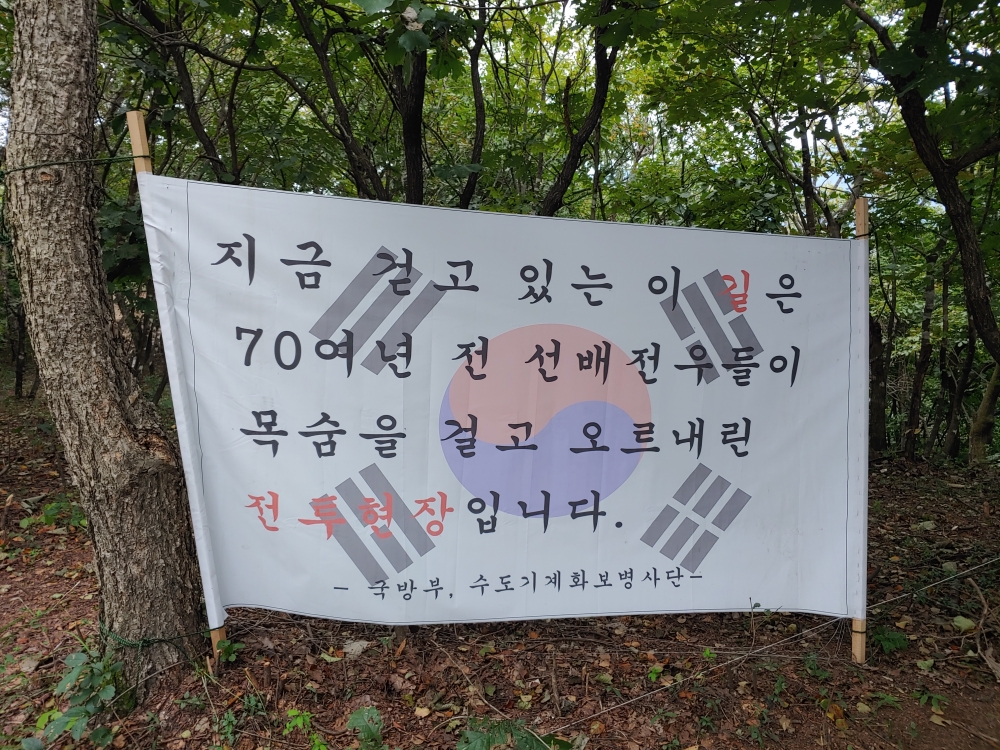 지금 걷고 있는 이 길은
70여년 전 선배전우들이
목숨을 걸고 오르내린
전투현장입니다.
- 국방부, 수도기계화보병사단-